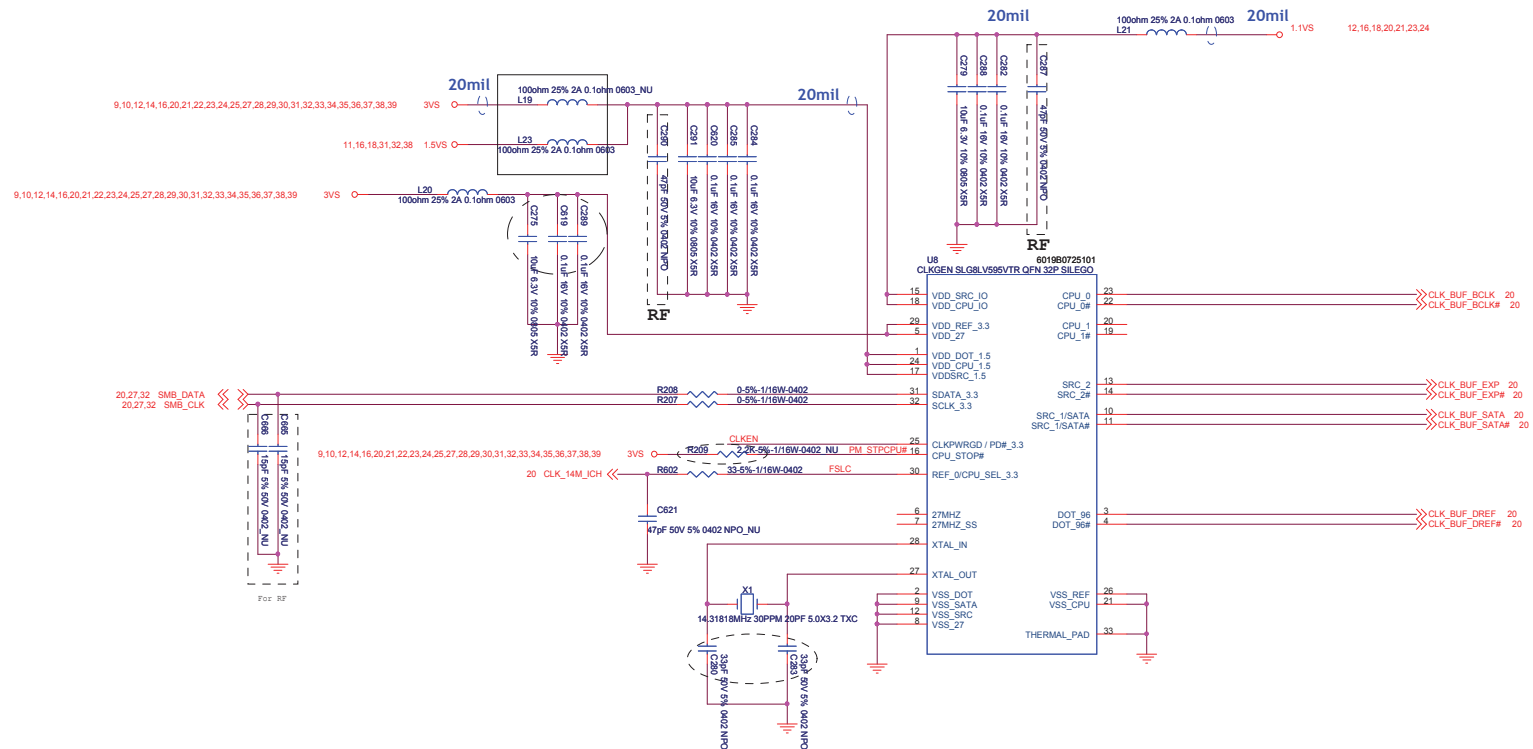 20mil
20mil
100ohm 25% 2A 0.1ohm 0603
L21
1.1VS
12,16,18,20,21,23,24
C279
10uF 6.3V 10% 0805 X5R
C288
0.1uF 16V 10% 0402 X5R
C282
0.1uF 16V 10% 0402 X5R
C287
47pF 50V 5% 0402 NPO
RF
20mil
100ohm 25% 2A 0.1ohm 0603_NU
L19
20mil
9,10,12,14,16,20,21,22,23,24,25,27,28,29,30,31,32,33,34,35,36,37,38,39
3VS
11,16,18,31,32,38
1.5VS
L23
100ohm 25% 2A 0.1ohm 0603
C290
47pF 50V 5% 0402 NPO
C291
10uF 6.3V 10% 0805 X5R
C620
0.1uF 16V 10% 0402 X5R
C285
0.1uF 16V 10% 0402 X5R
C284
0.1uF 16V 10% 0402 X5R
RF
9,10,12,14,16,20,21,22,23,24,25,27,28,29,30,31,32,33,34,35,36,37,38,39
3VS
L20
100ohm 25% 2A 0.1ohm 0603
C275
10uF 6.3V 10% 0805 X5R
C619
0.1uF 16V 10% 0402 X5R
C289
0.1uF 16V 10% 0402 X5R
U8
6019B0725101
CLKGEN SLG8LV595VTR QFN 32P SILEGO
15 VDD_SRC_IO
18 VDD_CPU_IO
29 VDD_REF_3.3
5 VDD_27
1 VDD_DOT_1.5
24 VDD_CPU_1.5
17 VDDSRC_1.5
31 SDATA_3.3
32 SCLK_3.3
25 CLKPWRGD / PD#_3.3
16 CPU_STOP#
30 REF_0/CPU_SEL_3.3
6 27MHZ
7 27MHZ_SS
28 XTAL_IN
27 XTAL_OUT
2 VSS_DOT
9 VSS_SATA
12 VSS_SRC
8 VSS_27
CPU_0 23 CLK_BUF_BCLK 20
CPU_0# 22 CLK_BUF_BCLK# 20
CPU_1 20
CPU_1# 19
SRC_2 13 CLK_BUF_EXP 20
SRC_2# 14 CLK_BUF_EXP# 20
SRC_1/SATA 10 CLK_BUF_SATA 20
SRC_1/SATA# 11 CLK_BUF_SATA# 20
DOT_96 3 CLK_BUF_DREF 20
DOT_96# 4 CLK_BUF_DREF# 20
VSS_REF 26
VSS_CPU 21
THERMAL_PAD 33
20,27,32 SMB_DATA
20,27,32 SMB_CLK
R208 0-5%-1/16W-0402
R207 0-5%-1/16W-0402
C666
15pF 5% 50V 0402_NU
C665
15pF 5% 50V 0402_NU
For RF
CLKEN
9,10,12,14,16,20,21,22,23,24,25,27,28,29,30,31,32,33,34,35,36,37,38,39
3VS
R209 2.2K-5%-1/16W-0402_NU
PM_STPCPU#
20 CLK_14M_ICH
R602 33-5%-1/16W-0402
FSLC
C621
47pF 50V 5% 0402 NPO_NU
X1
14.31818MHz 30PPM 20PF 5.0X3.2 TXC
C280
33pF 50V 5% 0402 NPO
C283
33pF 50V 5% 0402 NPO